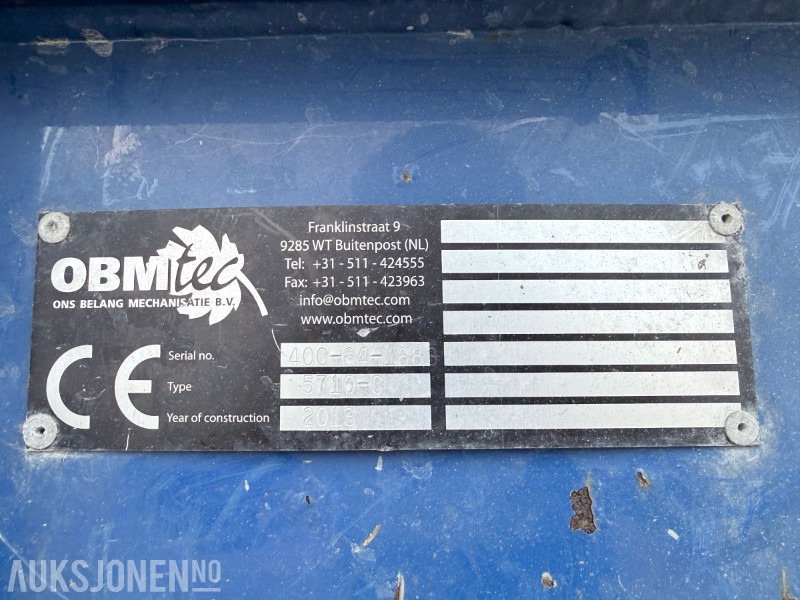 OBMtec
ONS BELANG MECHANISATIE B.V.
Franklinstraat 9
9285 WT Buitenpost (NL)
Tel: +31 - 511 - 424555
Fax: +31 - 511 - 423963
info@obmtec.com
www.obmtec.com
CE
Serial no.
Type
Year of construction
AUKSJONEN.NO